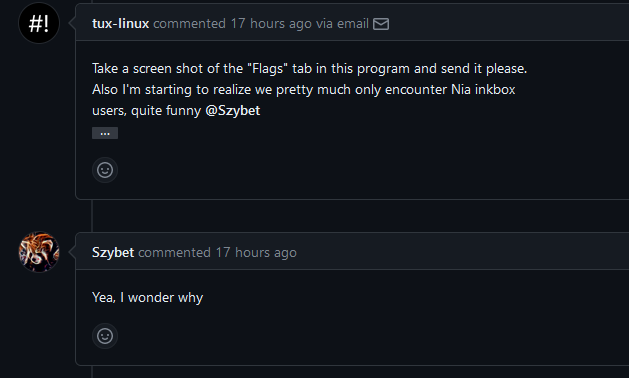 #!
tux-linux commented 17 hours ago via email
Take a screen shot of the "Flags" tab in this program and send it please.
Also I'm starting to realize we pretty much only encounter Nia inkbox
users, quite funny @Szybet
...
Szybet commented 17 hours ago
Yea, I wonder why